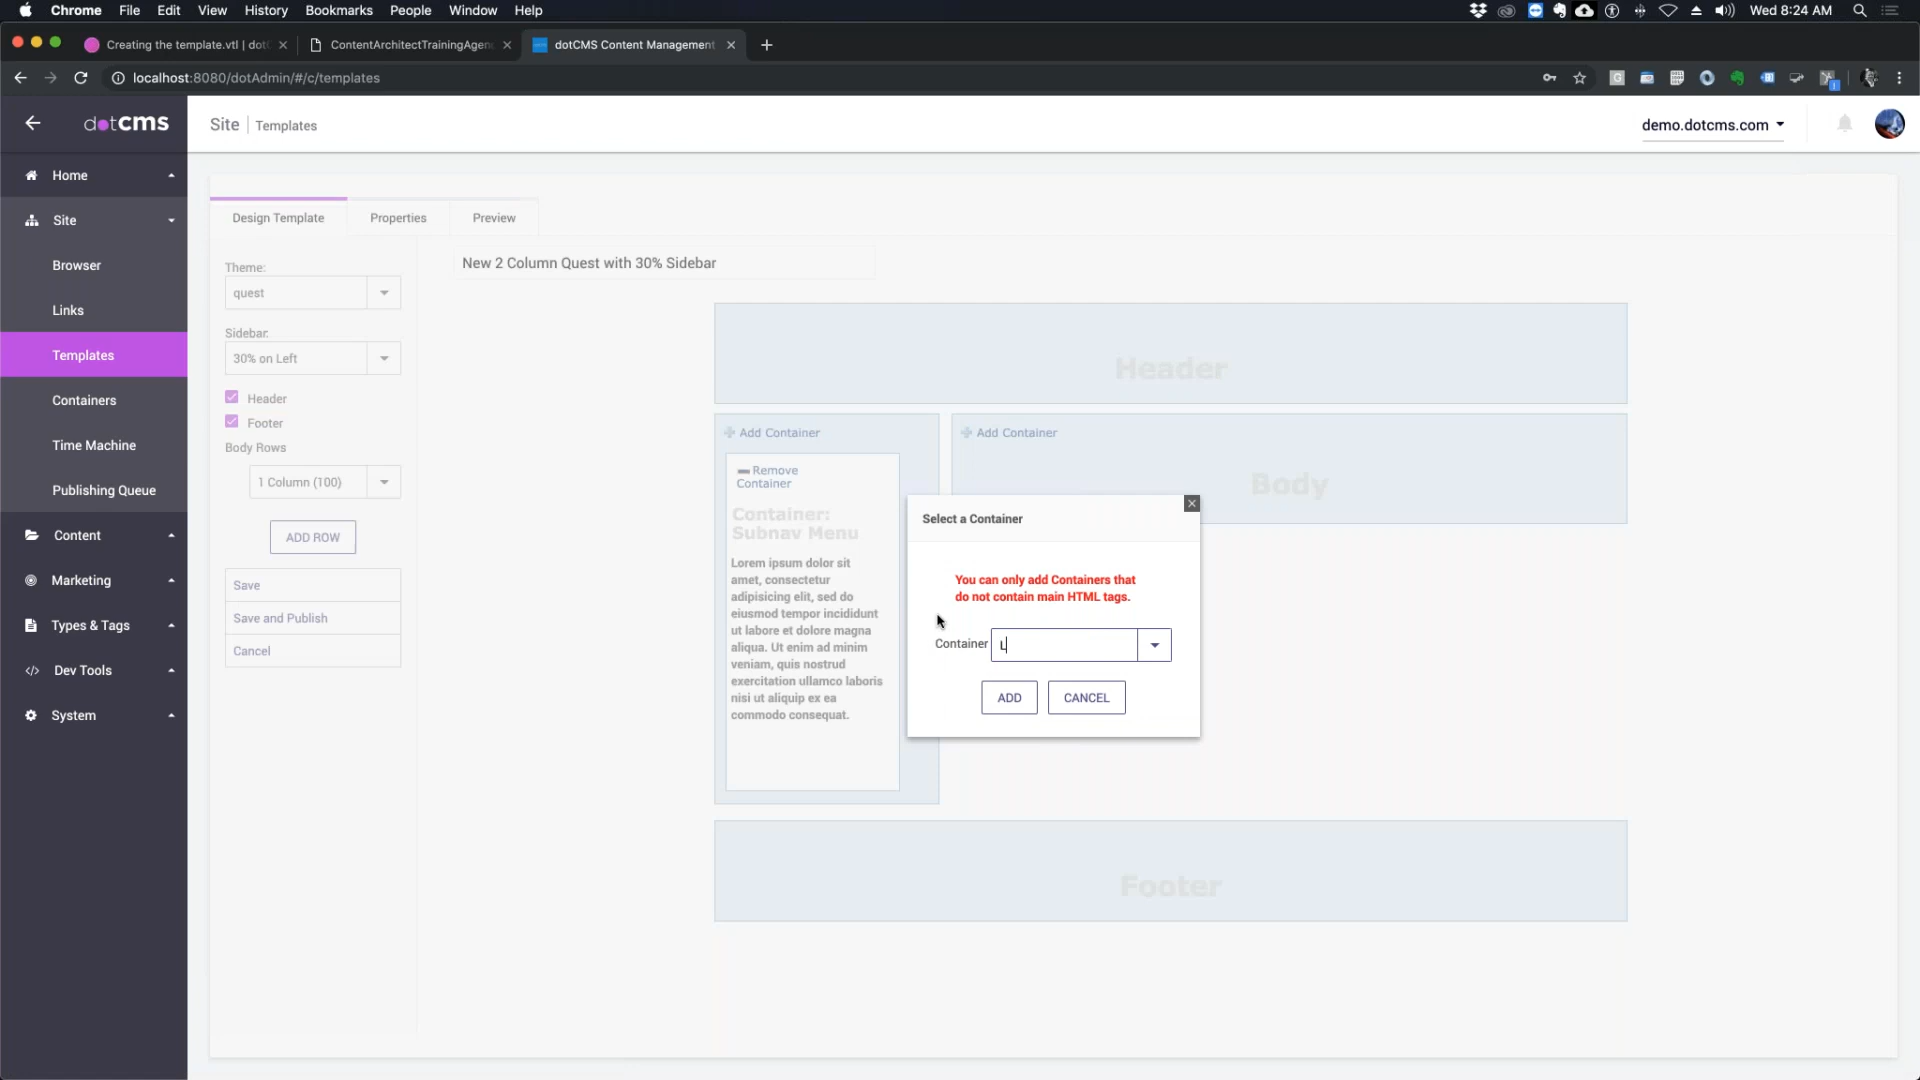 Chrome File Edit View History Bookmarks People Window Help Wed 8:24 AM
Creating the template.vtl | dot ContentArchitectTrainingAgen dotCMS Content Management
localhost:8080/dotAdmin/#/c/templates
dotCMS Site Templates demo.dotcms.com
Home
Site
Browser
Links
Templates
Containers
Time Machine
Publishing Queue
Content
Marketing
Types & Tags
Dev Tools
System
Design Template Properties Preview
Theme:
quest
Sidebar:
30% on Left
Header
Footer
Body Rows
1 Column (100)
ADD ROW
Save
Save and Publish
Cancel
New 2 Column Quest with 30% Sidebar
Header
Add Container
Remove
Container
Container:
Subnav Menu
Lorem ipsum dolor sit
amet, consectetur
adipisicing elit, sed do
eiusmod tempor incididunt
ut labore et dolore magna
aliqua. Ut enim ad minim
veniam, quis nostrud
exercitation ullamco laboris
nisi ut aliquip ex ea
commodo consequat.
Add Container
Body
Select a Container
You can only add Containers that
do not contain main HTML tags.
Container L
ADD CANCEL
Footer